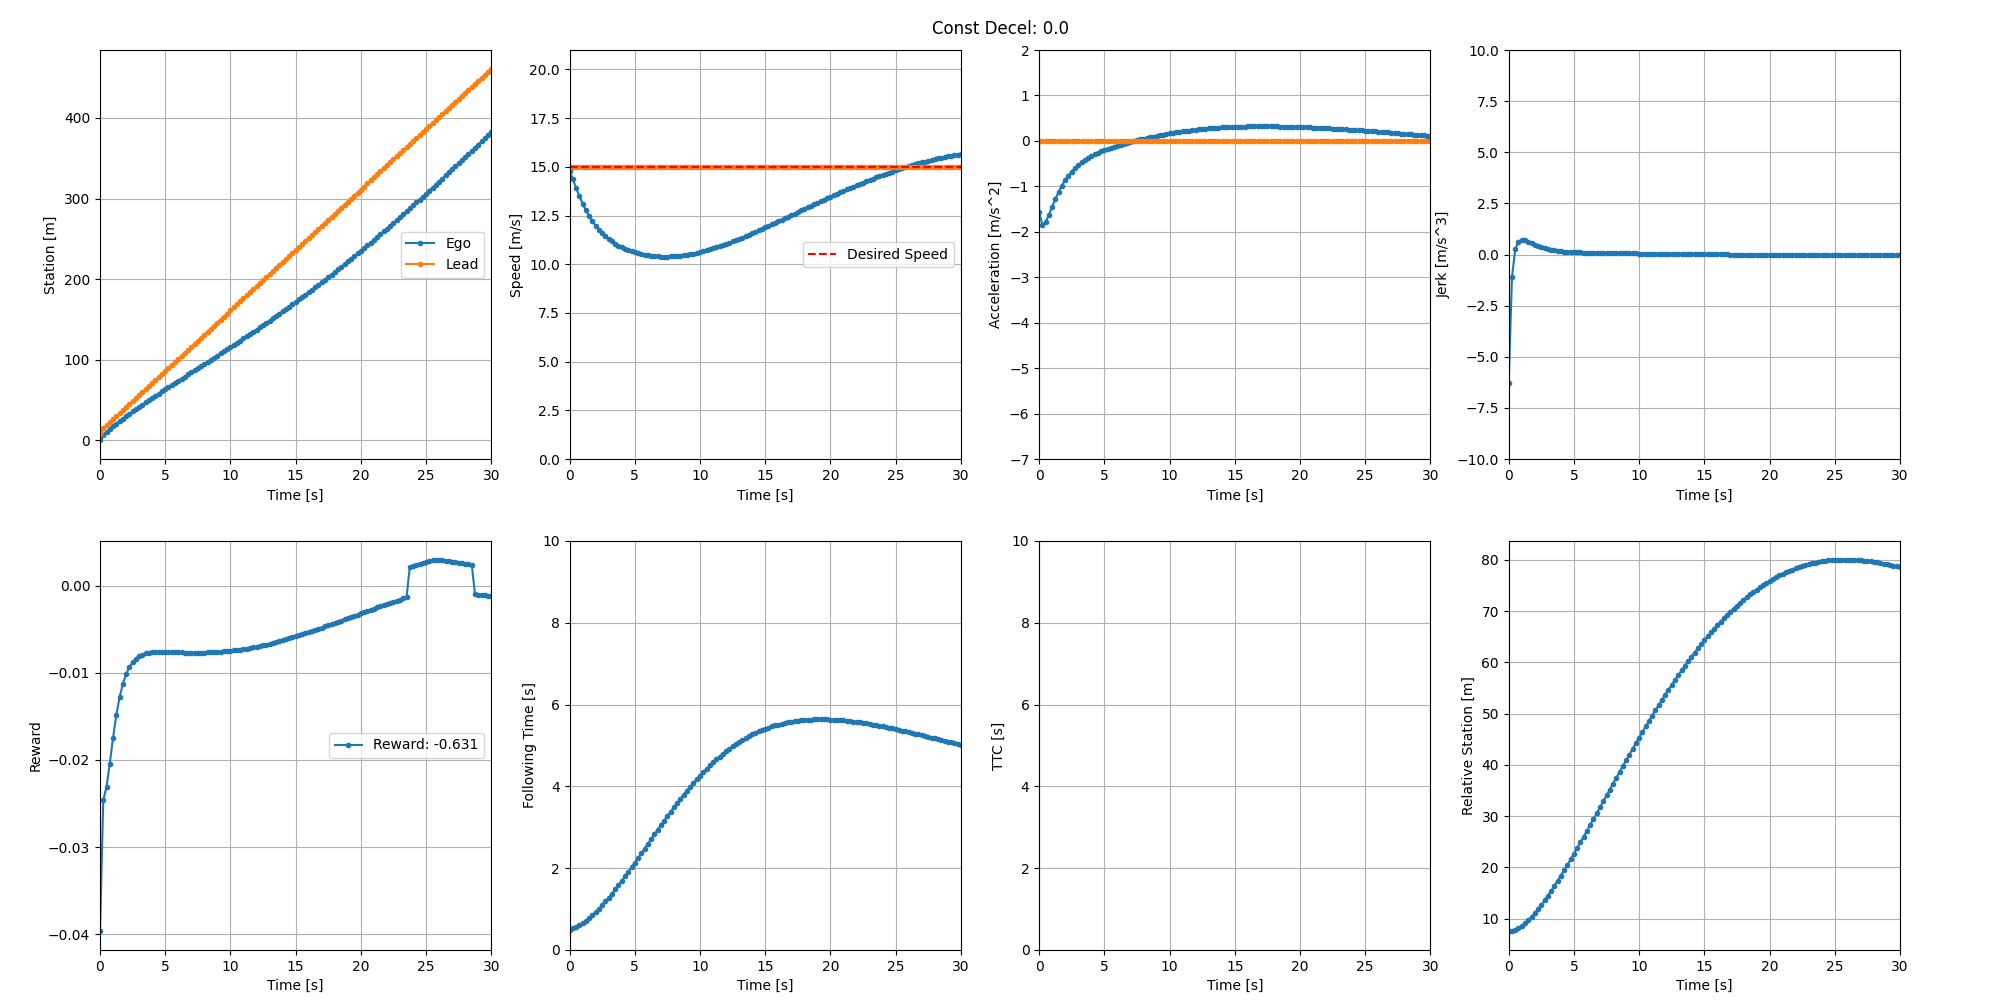 Const Decel: 0.0
Station [m]
400
300
200
100
0
0 5 10 15 20 25 30
Time [s]
Ego
Lead
Speed [m/s]
20.0
17.5
15.0
12.5
10.0
7.5
5.0
2.5
0.0
0 5 10 15 20 25 30
Time [s]
Desired Speed
Acceleration [m/s^2]
2
1
0
−1
−2
−3
−4
−5
−6
−7
0 5 10 15 20 25 30
Time [s]
Jerk [m/s^3]
10.0
7.5
5.0
2.5
0.0
−2.5
−5.0
−7.5
−10.0
0 5 10 15 20 25 30
Time [s]
Reward
0.00
−0.01
−0.02
−0.03
−0.04
0 5 10 15 20 25 30
Time [s]
Reward: -0.631
Following Time [s]
10
8
6
4
2
0
0 5 10 15 20 25 30
Time [s]
TTC [s]
10
8
6
4
2
0
0 5 10 15 20 25 30
Time [s]
Relative Station [m]
80
70
60
50
40
30
20
10
0 5 10 15 20 25 30
Time [s]